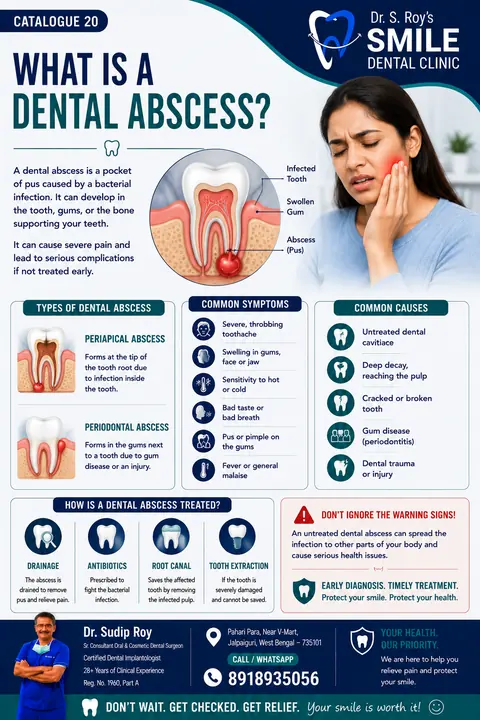 CATALOGUE 20
Dr. S. Roy's
SMILE
DENTAL CLINIC
WHAT IS A
DENTAL ABSCESS?
A dental abscess is a pocket
of pus caused by a bacterial
infection. It can develop in
the tooth, gums, or the bone
supporting your teeth.
It can cause severe pain and
lead to serious complications
if not treated early.
Infected
Tooth
Swollen
Gum
Abscess
(Pus)
TYPES OF DENTAL ABSCESS
PERIAPICAL ABSCESS
Forms at the tip of
the tooth root due
to infection inside
the tooth.
PERIODONTAL ABSCESS
Forms in the gums next
to a tooth due to gum
disease or an injury.
COMMON SYMPTOMS
Severe, throbbing
toothache
Swelling in gums,
face or jaw
Sensitivity to hot
or cold
Bad taste or
bad breath
Pus or pimple on
the gums
Fever or general
malaise
COMMON CAUSES
Untreated dental
cavitiace
Deep decay,
reaching the pulp
Cracked or broken
tooth
Gum disease
(periodontitis)
Dental trauma
or injury
HOW IS A DENTAL ABSCESS TREATED?
DRAINAGE
The abscess is
drained to remove
pus and relieve pain.
ANTIBIOTICS
Prescribed to
fight the bacterial
infection.
ROOT CANAL
Saves the affected
tooth by removing
the infected pulp.
TOOTH EXTRACTION
If the tooth is
severely damaged
and cannot be saved.
DON'T IGNORE THE WARNING SIGNS!
An untreated dental abscess can spread the
infection to other parts of your body and
cause serious health issues.
EARLY DIAGNOSIS. TIMELY TREATMENT.
Protect your smile. Protect your health.
Dr. Sudip Roy
Sr. Consultant Oral & Cosmetic Dental Surgeon
Certified Dental Implantologist
28+ Years of Clinical Experience
Reg. No. 1960, Part A
Pahari Para, Near V-Mart,
Jalpaiguri, West Bengal – 735101
CALL / WHATSAPP
8918935056
YOUR HEALTH,
OUR PRIORITY.
We are here to help you
relieve pain and protect
your smile.
DON'T WAIT. GET CHECKED. GET RELIEF. Your smile is worth it!